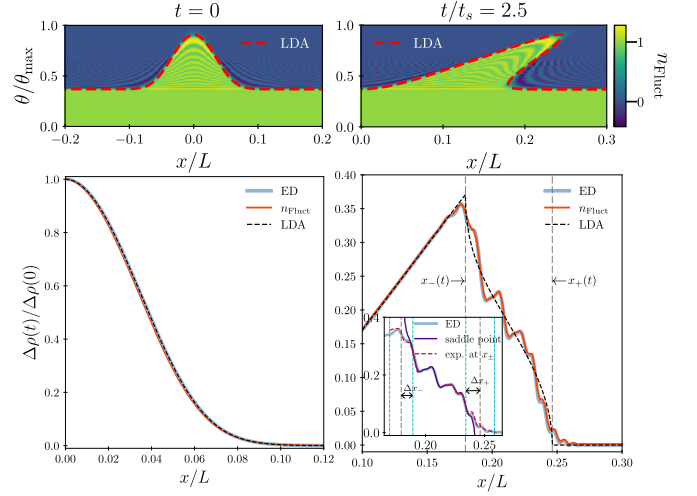 t = 0
t/t_s = 2.5
θ/θ_max
1.0
0.5
0.0
LDA
LDA
−0.2 −0.1 0.0 0.1 0.2
0.0 0.1 0.2 0.3
1
0
n_Fluct
x/L
x/L
Δρ(t)/Δρ(0)
1.0
0.8
0.6
0.4
0.2
0.0
ED
n_Fluct
LDA
0.00 0.02 0.04 0.06 0.08 0.10 0.12
x/L
0.40
0.35
0.30
0.25
0.20
0.15
0.10
0.05
0.00
ED
n_Fluct
LDA
x_−(t)
x_+(t)
0.4
0.2
0.0
ED
saddle point
exp. at x_±
Δx_−
Δx_+
0.20 0.25
0.10 0.15 0.20 0.25 0.30
x/L